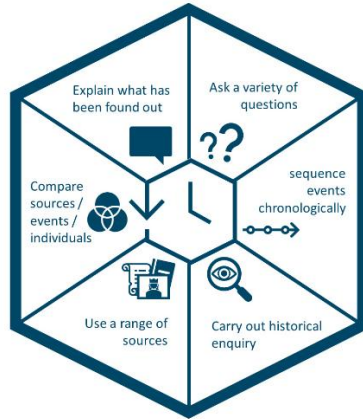 Explain what has
been found out
Ask a variety of
questions
??
Compare
sources /
events /
individuals
sequence
events
chronologically
Use a range of
sources
Carry out historical
enquiry